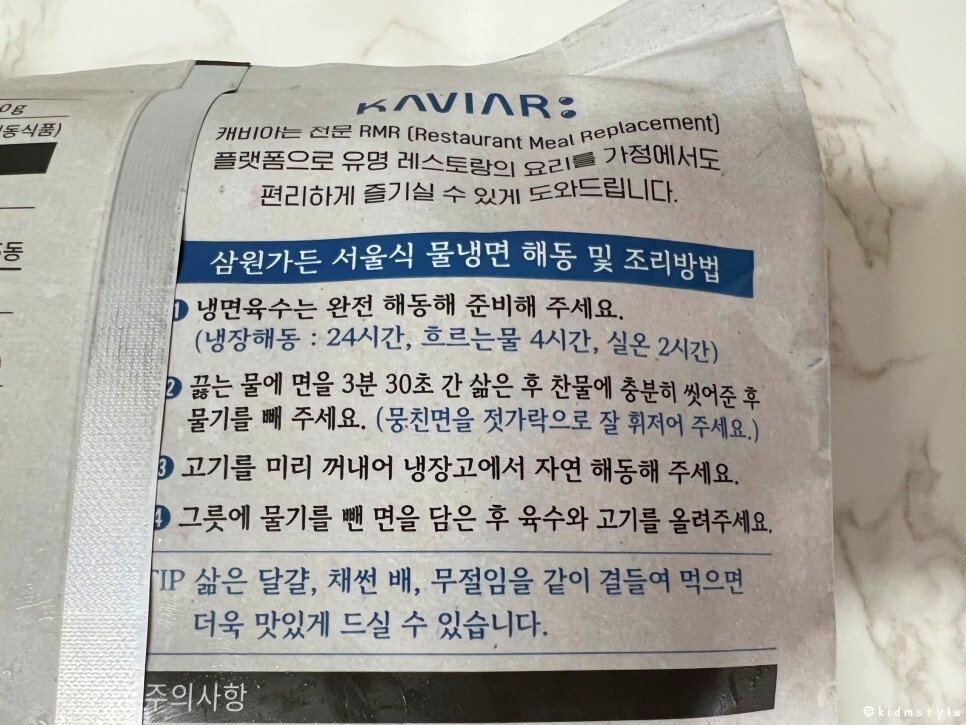 0g
동식품)
동
KAVIAR:
캐비아는 전문 RMR (Restaurant Meal Replacement)
플랫폼으로 유명 레스토랑의 요리를 가정에서도
편리하게 즐기실 수 있게 도와드립니다.
삼원가든 서울식 물냉면 해동 및 조리방법
1 냉면육수는 완전 해동해 준비해 주세요.
(냉장해동 : 24시간, 흐르는물 4시간, 실온 2시간)
2 끓는 물에 면을 3분 30초 간 삶은 후 찬물에 충분히 씻어준 후
물기를 빼 주세요. (뭉친면을 젓가락으로 잘 휘저어 주세요.)
3 고기를 미리 꺼내어 냉장고에서 자연 해동해 주세요.
4 그릇에 물기를 뺀 면을 담은 후 육수와 고기를 올려주세요.
TIP 삶은 달걀, 채썬 배, 무절임을 같이 곁들여 먹으면
더욱 맛있게 드실 수 있습니다.
주의사항
@kidmstyle